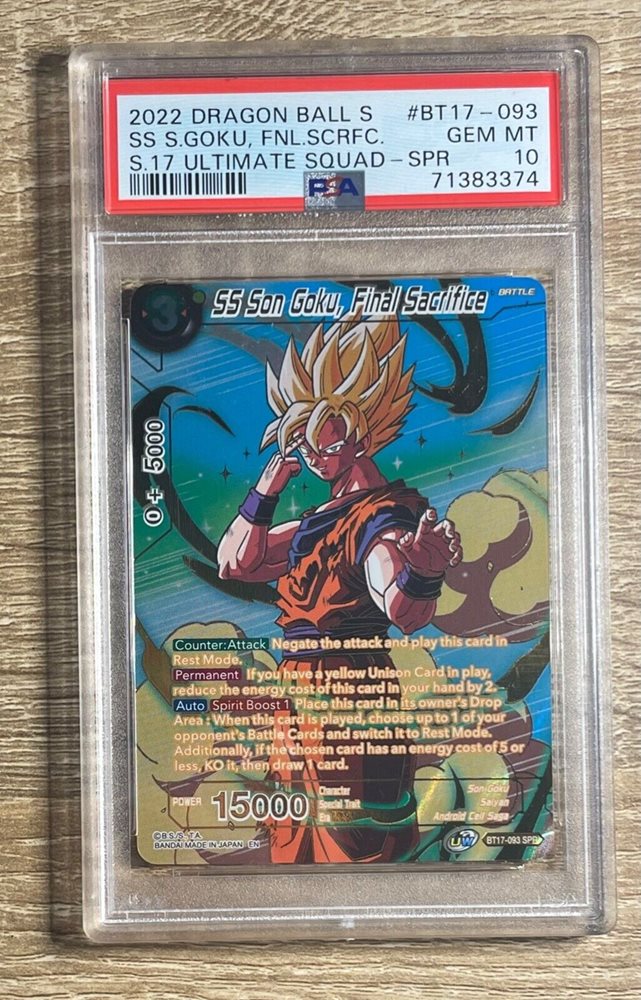 2022 DRAGON BALL S #BT17-093
SS S.GOKU, FNL.SCRFC. GEM MT
S.17 ULTIMATE SQUAD-SPR 10
PSA 71383374
3 SS Son Goku, Final Sacrifice BATTLE
0+ 5000
Counter:Attack Negate the attack and play this card in
Rest Mode.
Permanent If you have a yellow Unison Card in play,
reduce the energy cost of this card in your hand by 2.
Auto Spirit Boost 1 Place this card in its owner's Drop
Area : When this card is played, choose up to 1 of your
opponent's Battle Cards and switch it to Rest Mode.
Additionally, if the chosen card has an energy cost of 5 or
less, KO it, then draw 1 card.
POWER 15000
Character Son Goku
Special Trait Saiyan
Era Android Cell Saga
©B.S./S., T.A.
BANDAI MADE IN JAPAN EN
UW BT17-093 SPR